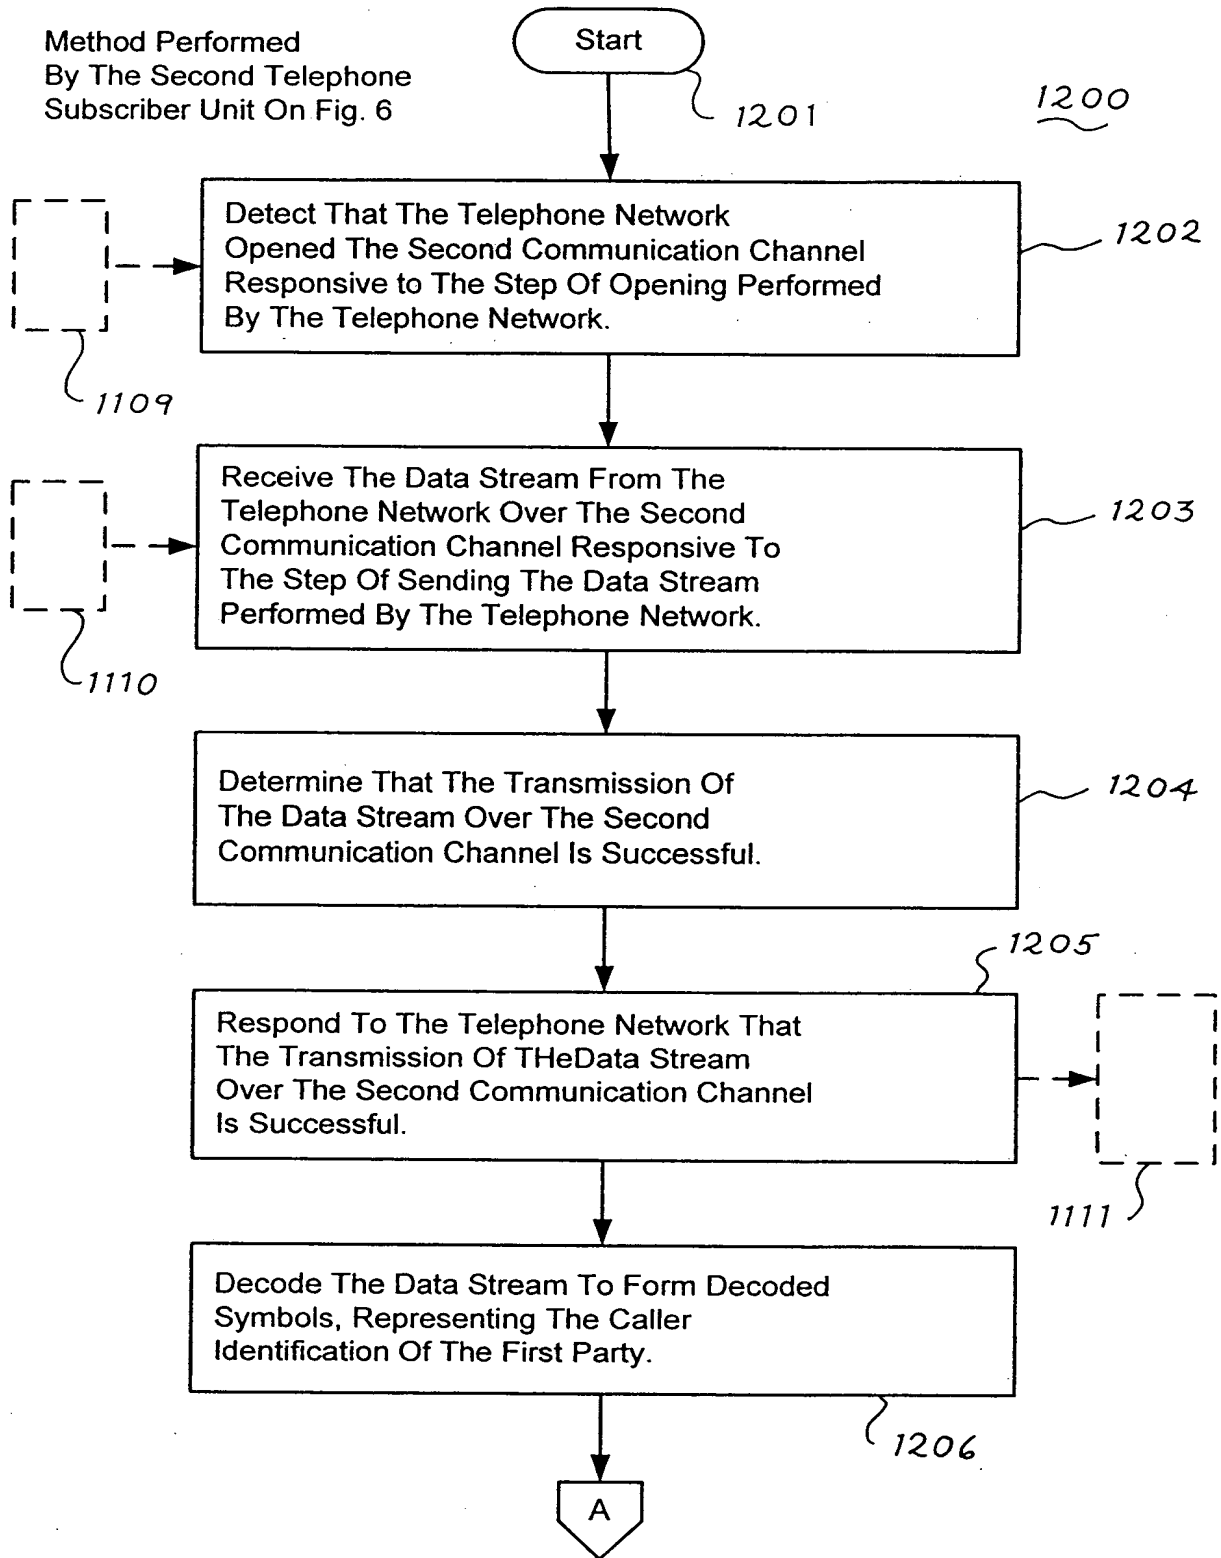 Method Performed
By The Second Telephone
Subscriber Unit On Fig. 6
Start
1201
1200
Detect That The Telephone Network
Opened The Second Communication Channel
Responsive to The Step Of Opening Performed
By The Telephone Network.
1202
1109
Receive The Data Stream From The
Telephone Network Over The Second
Communication Channel Responsive To
The Step Of Sending The Data Stream
Performed By The Telephone Network.
1203
1110
Determine That The Transmission Of
The Data Stream Over The Second
Communication Channel Is Successful.
1204
1205
Respond To The Telephone Network That
The Transmission Of THeData Stream
Over The Second Communication Channel
Is Successful.
1111
Decode The Data Stream To Form Decoded
Symbols, Representing The Caller
Identification Of The First Party.
1206
A